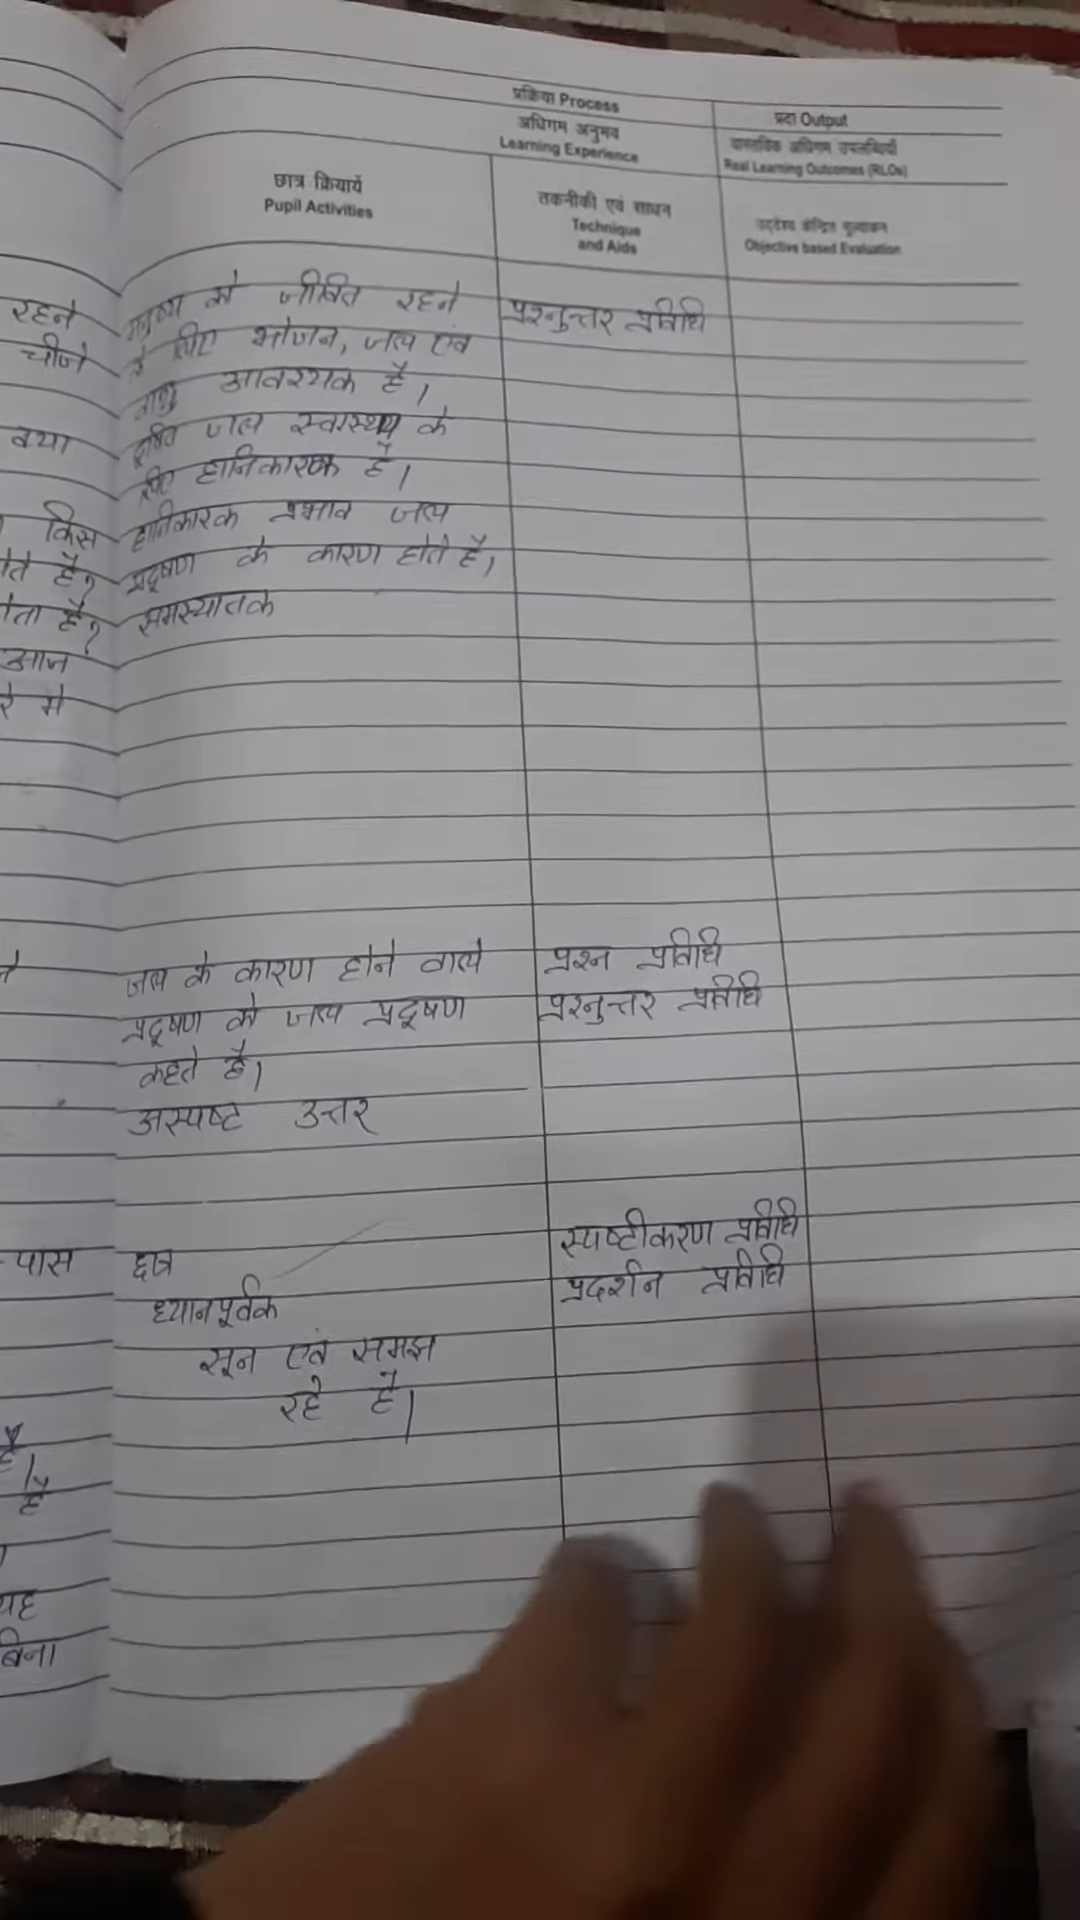 प्रक्रिया Process
प्रदा Output
अधिगम अनुभव
Learning Experience
वास्तविक अधिगम उपलब्धियाँ
Real Learning Outcomes (RLOs)
छात्र क्रियायें
Pupil Activities
तकनीकी एवं साधन
Technique
and Aids
उद्देश्य केन्द्रित मूल्यांकन
Objective based Evaluation
रहने
चीजे
क्या
किस
है?
है?
आज
मे
पास
है।
है
यह
बिना
मनुष्य को जीवित रहने
के लिए भोजन, जल एवं
वायु आवश्यक है।
दूषित जल स्वास्थ्य के
लिए हानिकारक है।
हानिकारक प्रभाव जल
प्रदूषण के कारण होते है।
समस्यातक
जल के कारण होने वाले
प्रदूषण को जल प्रदूषण
कहते है।
अस्पष्ट उत्तर
छात्र
ध्यानपूर्वक
सून एवं समझ
रहे है।
प्रश्नुत्तर प्रविधि
प्रश्न प्रविधि
प्रश्नुत्तर प्रविधि
स्पष्टीकरण प्रविधि
प्रदर्शन प्रविधि